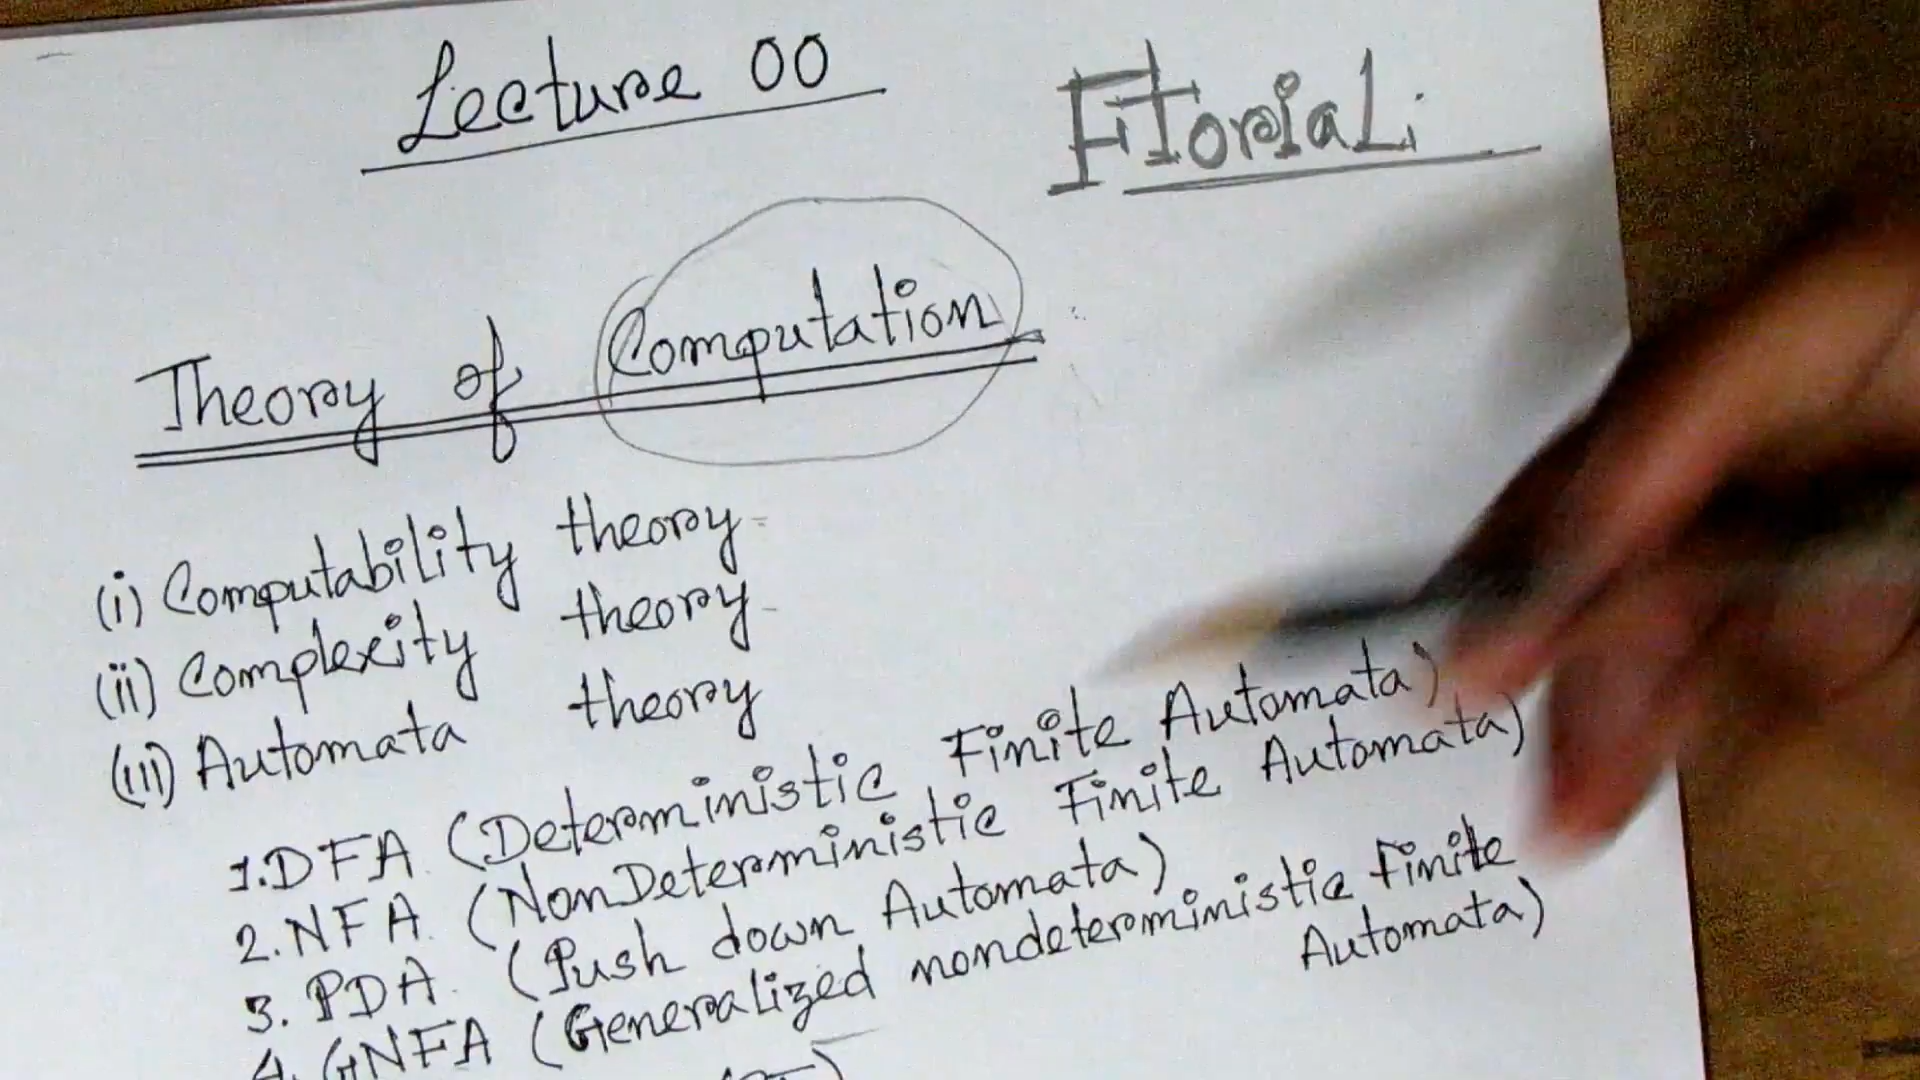 Lecture 00
FiToriaL
Theory of Computation
(i) Computability theory
(ii) Complexity theory
(iii) Automata theory
1. DFA (Deterministic Finite Automata)
2. NFA (NonDeterministic Finite Automata)
3. PDA (Push down Automata)
4. GNFA (Generalized nondeterministic finite
Automata)